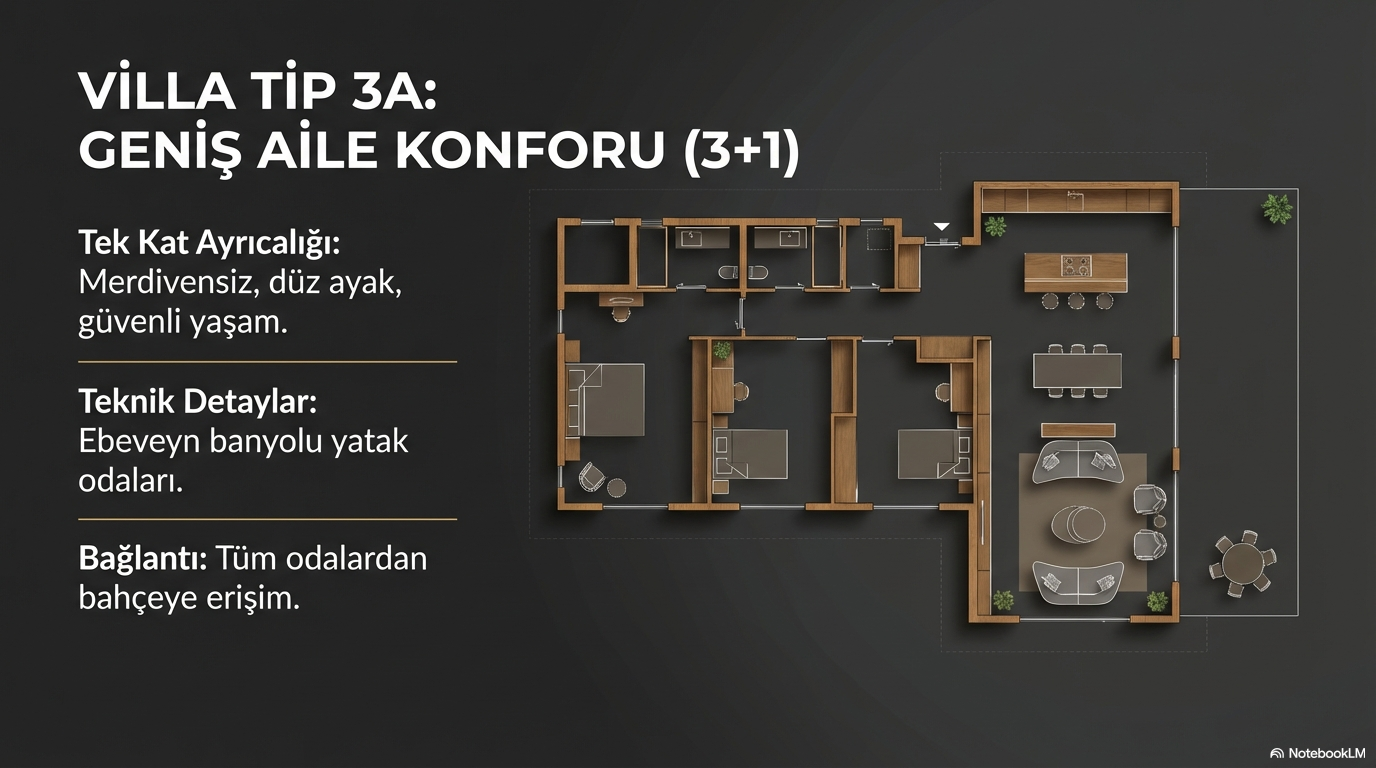 VİLLA TİP 3A:
GENİŞ AİLE KONFORU (3+1)
Tek Kat Ayrıcalığı:
Merdivensiz, düz ayak,
güvenli yaşam.
Teknik Detaylar:
Ebeveyn banyolu yatak
odaları.
Bağlantı: Tüm odalardan
bahçeye erişim.
NotebookLM